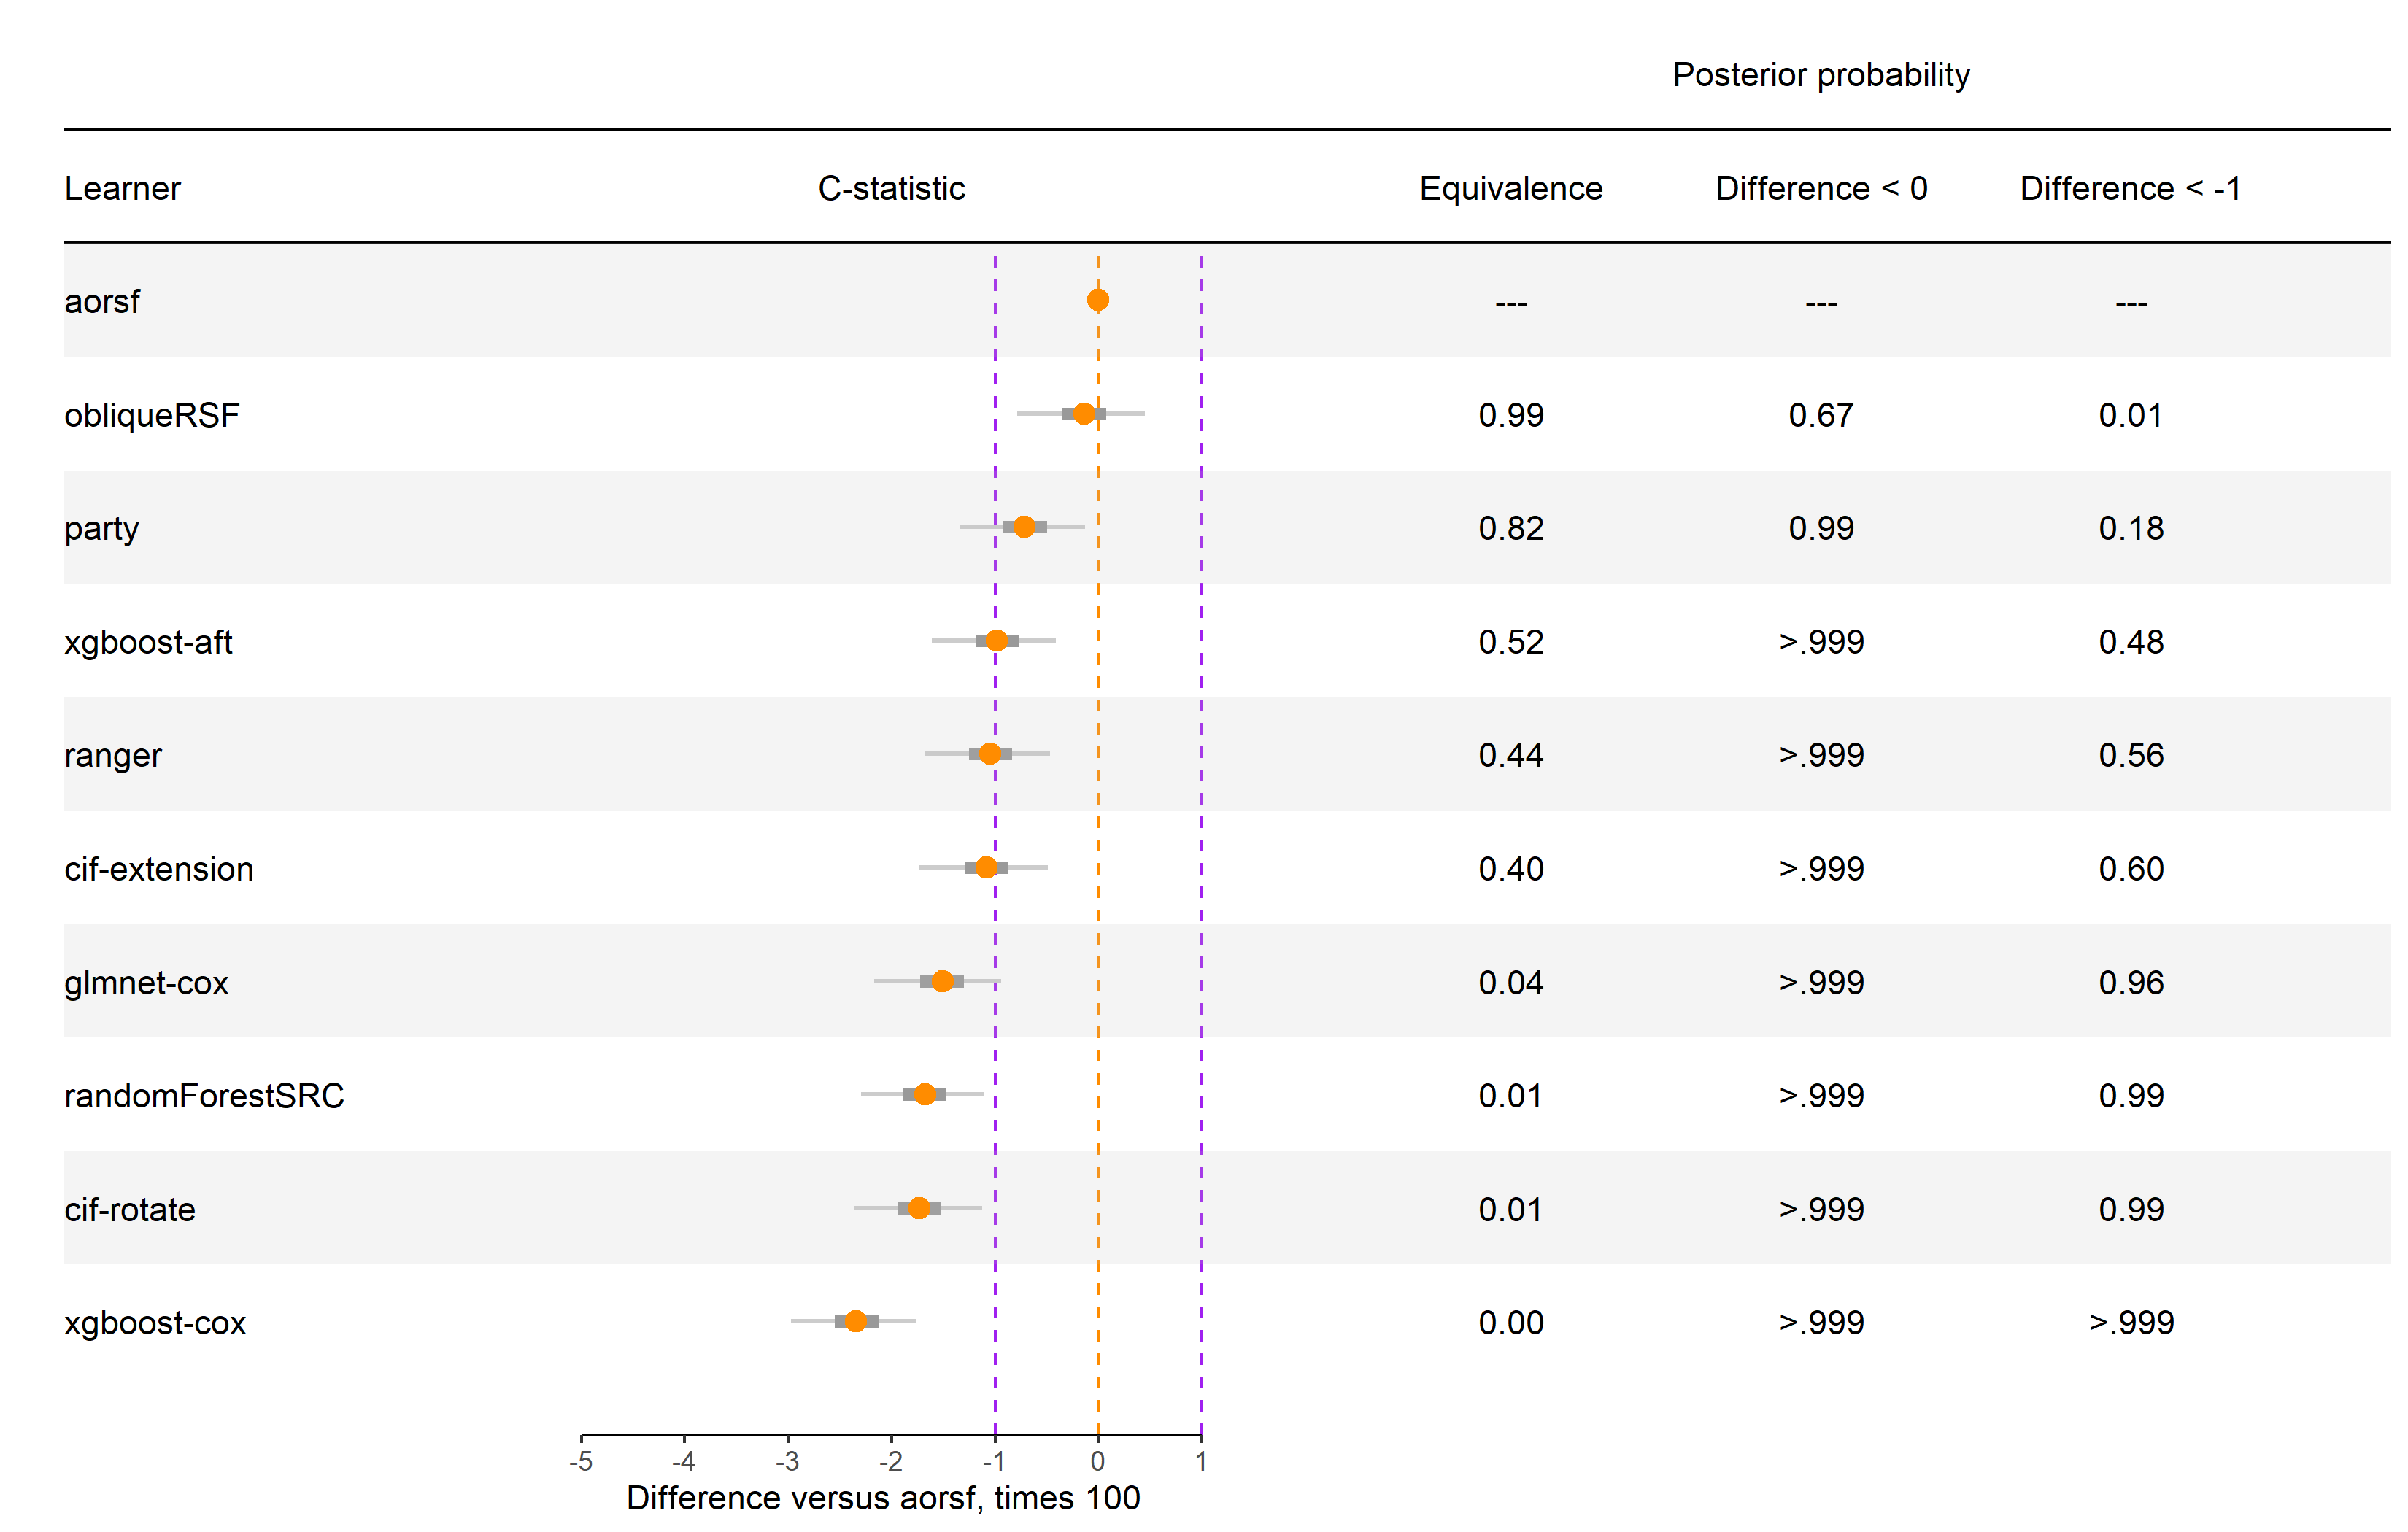 Posterior probability
Learner C-statistic Equivalence Difference < 0 Difference < -1
aorsf --- --- ---
obliqueRSF 0.99 0.67 0.01
party 0.82 0.99 0.18
xgboost-aft 0.52 >.999 0.48
ranger 0.44 >.999 0.56
cif-extension 0.40 >.999 0.60
glmnet-cox 0.04 >.999 0.96
randomForestSRC 0.01 >.999 0.99
cif-rotate 0.01 >.999 0.99
xgboost-cox 0.00 >.999 >.999
-5 -4 -3 -2 -1 0 1
Difference versus aorsf, times 100